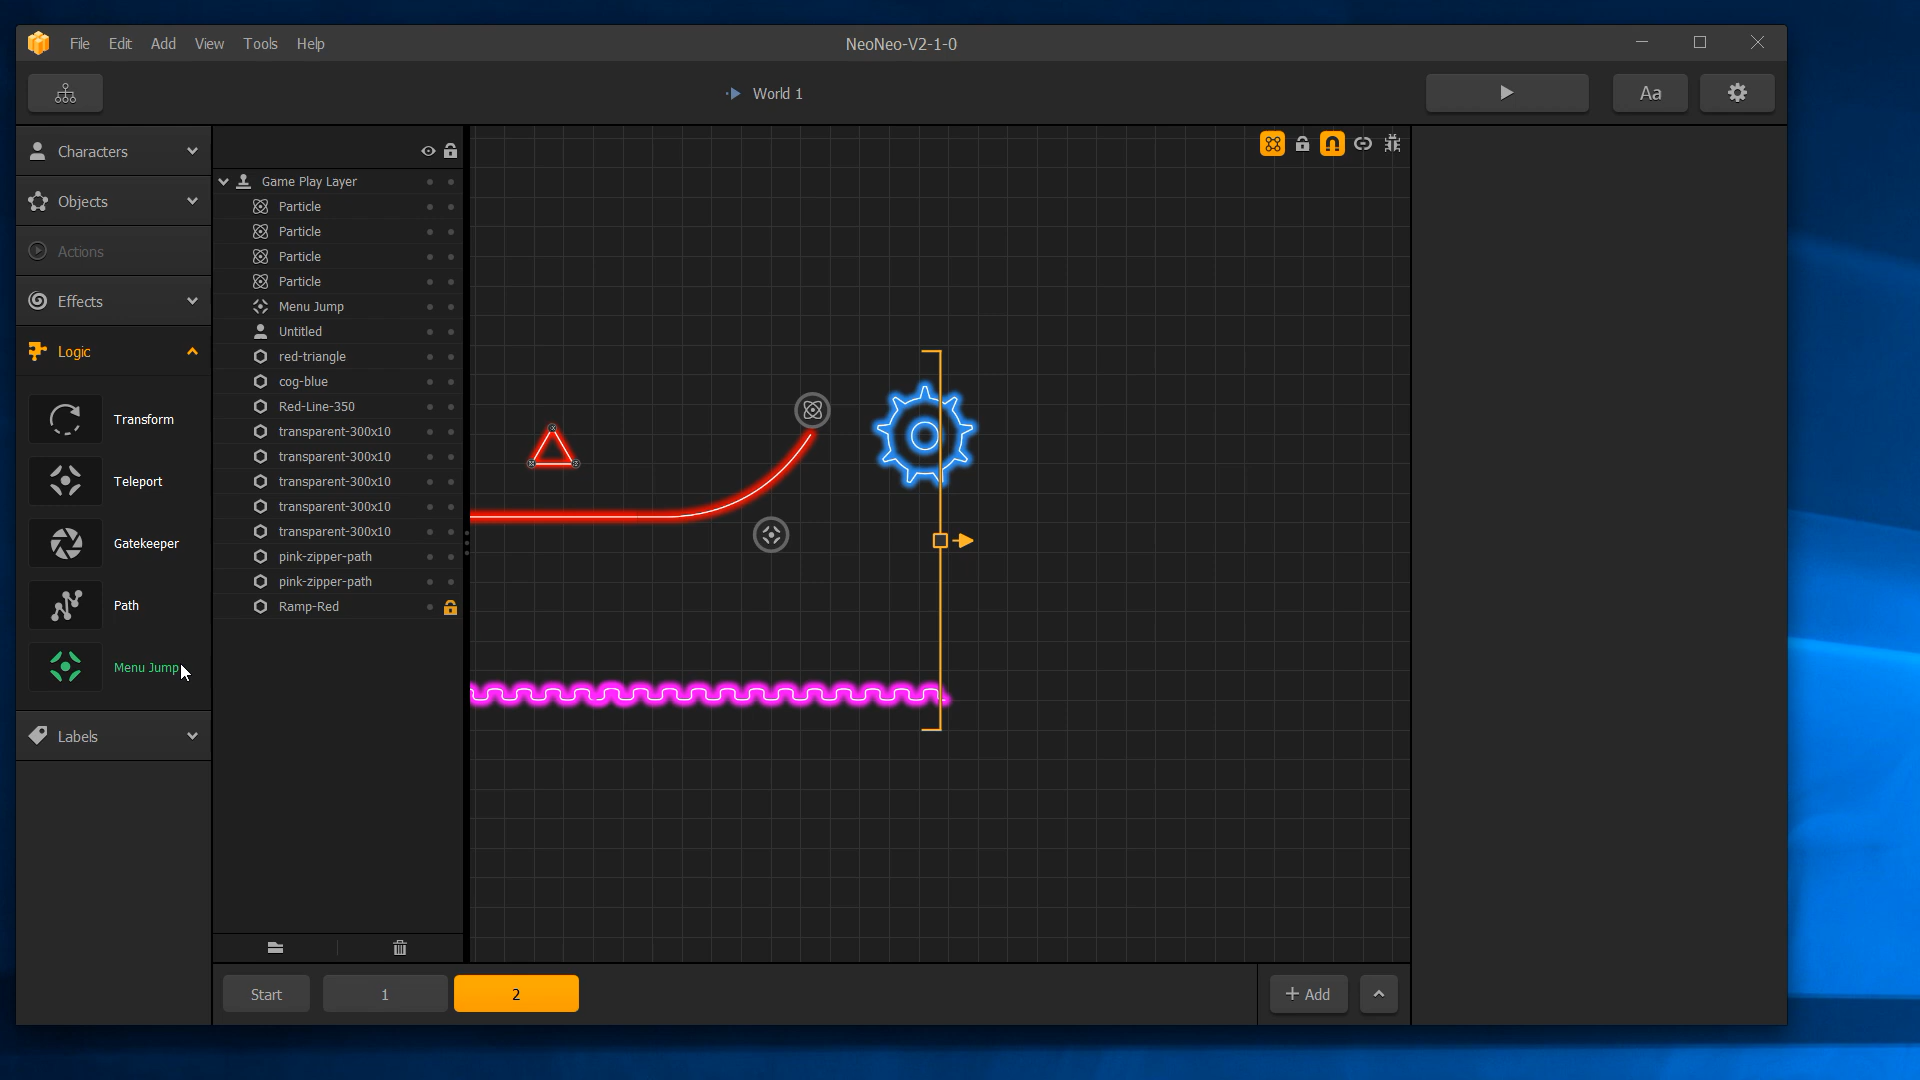 File Edit Add View Tools Help
NeoNeo-V2-1-0
World 1
Aa
Characters
Objects
Actions
Effects
Logic
Transform
Teleport
Gatekeeper
Path
Menu Jump
Labels
Game Play Layer
Particle
Particle
Particle
Particle
Menu Jump
Untitled
red-triangle
cog-blue
Red-Line-350
transparent-300x10
transparent-300x10
transparent-300x10
transparent-300x10
transparent-300x10
pink-zipper-path
pink-zipper-path
Ramp-Red
Start
1
2
+ Add